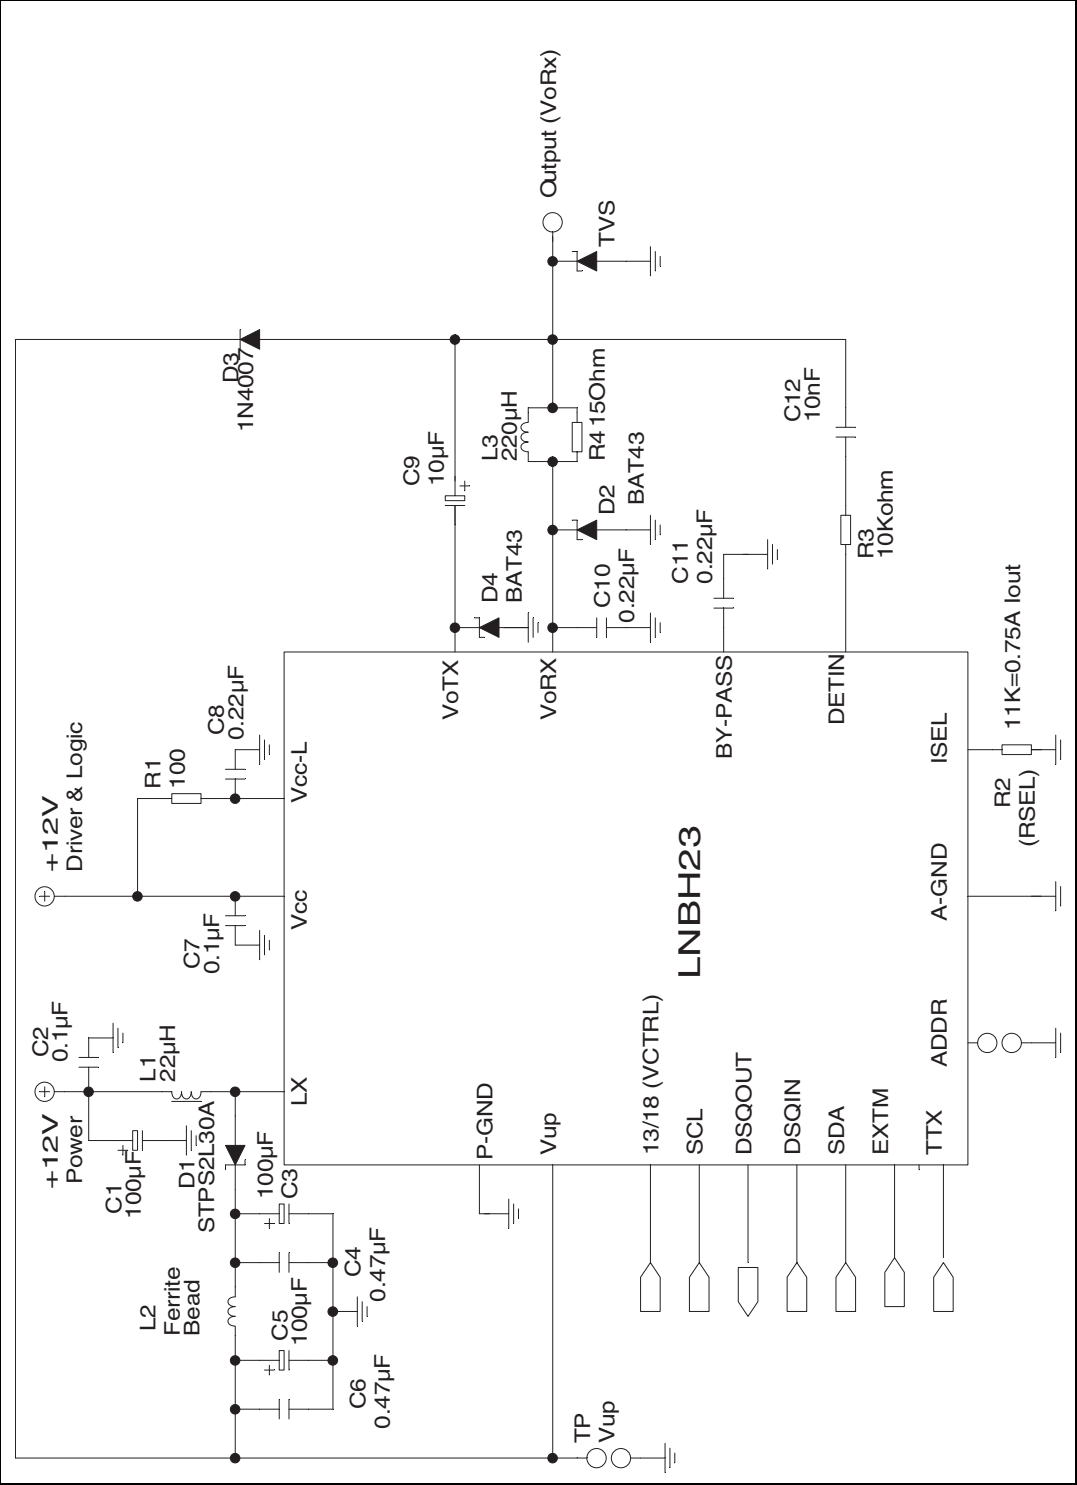 Output (VoRx)
TVS
D3
1N4007
C9
10µF
L3
220µH
R4 15Ohm
D2
BAT43
D4
BAT43
C10
0.22µF
C11
0.22µF
C12
10nF
R3
10Kohm
+12V
Driver & Logic
R1
100
C8
0.22µF
C7
0.1µF
+12V
Power
C2
0.1µF
C1
100µF
L1
22µH
D1
STPS2L30A
100µF
C3
C4
0.47µF
L2
Ferrite
Bead
C5
100µF
C6
0.47µF
TP
Vup
LX
Vcc
Vcc-L
VoTX
VoRX
BY-PASS
DETIN
LNBH23
P-GND
Vup
13/18 (VCTRL)
SCL
DSQOUT
DSQIN
SDA
EXTM
TTX
ADDR
A-GND
ISEL
R2
(RSEL)
11K=0.75A Iout